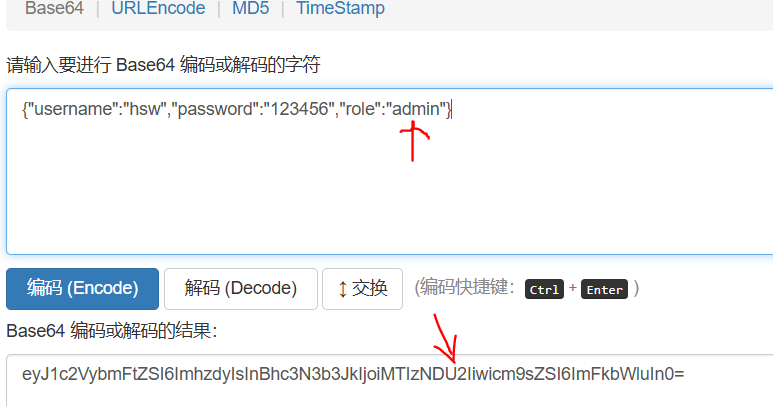 Base64 | URLEncode | MD5 | TimeStamp
请输入要进行 Base64 编码或解码的字符
{"username":"hsw","password":"123456","role":"admin"}
编码 (Encode) 解码 (Decode) ↕ 交换 (编码快捷键： Ctrl + Enter )
Base64 编码或解码的结果：
eyJ1c2VybmFtZSI6ImhzdyIsInBhc3N3b3JkIjoiMTIzNDU2Iiwicm9sZSI6ImFkbWluIn0=